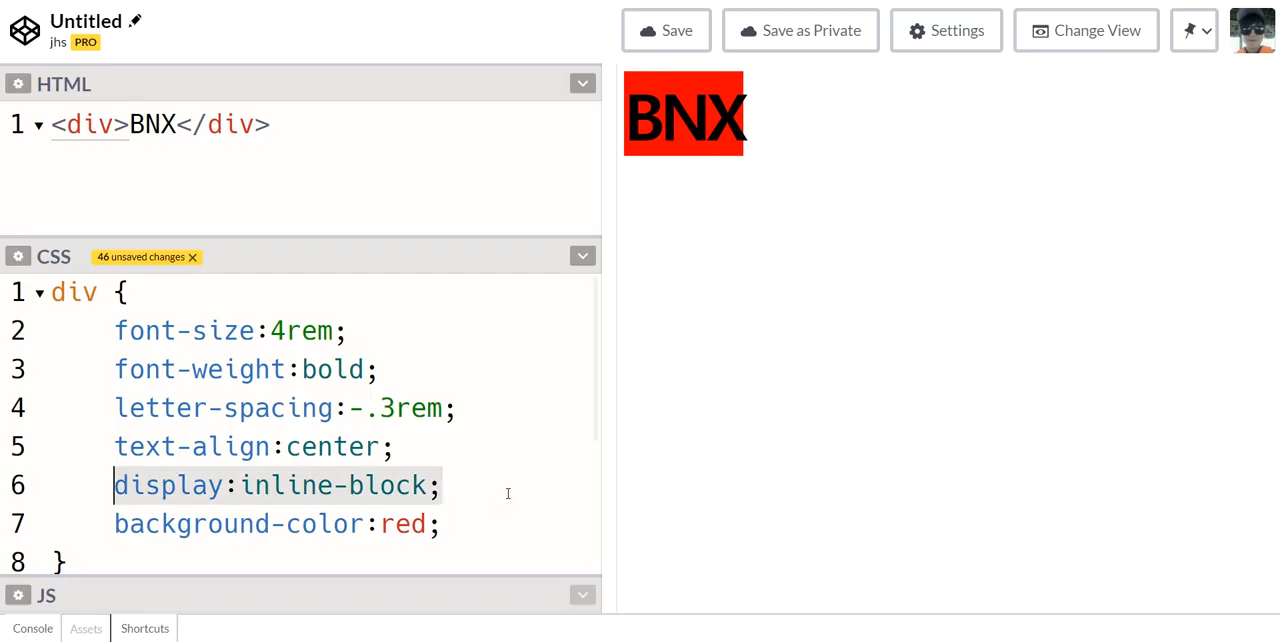 Untitled
jhs PRO
Save
Save as Private
Settings
Change View
HTML
1 <div>BNX</div>
BNX
CSS 46 unsaved changes
1 div {
2 font-size:4rem;
3 font-weight:bold;
4 letter-spacing:-.3rem;
5 text-align:center;
6 display:inline-block;
7 background-color:red;
8 }
JS
Console Assets Shortcuts